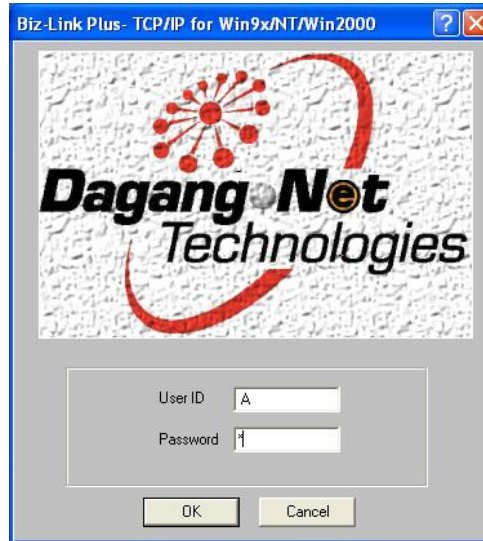 Biz-Link Plus- TCP/IP for Win9x/NT/Win2000
Dagang Net
Technologies
User ID A
Password *
OK Cancel